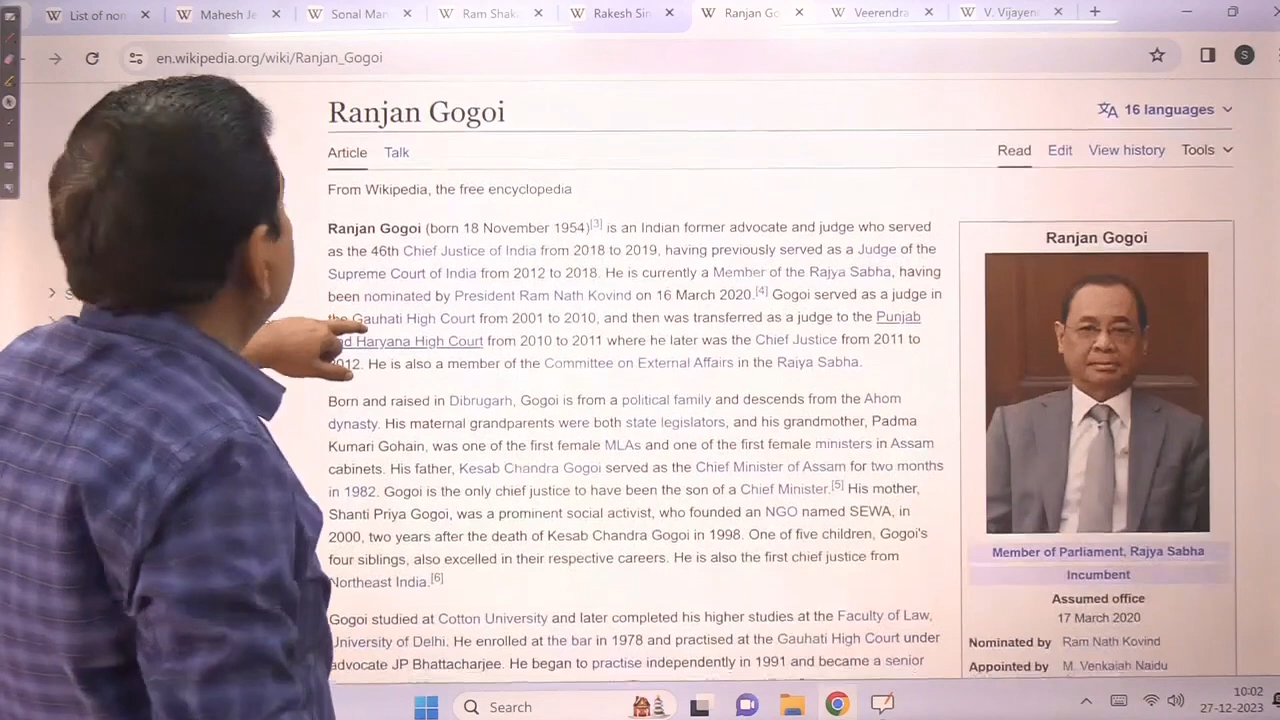 List of non
Mahesh Je
Sonal Man
Ram Shak
Rakesh Sin
Ranjan Go
Veerendra
V. Vijayen
en.wikipedia.org/wiki/Ranjan_Gogoi
S
Ranjan Gogoi
16 languages
Article Talk
Read Edit View history Tools
From Wikipedia, the free encyclopedia
Ranjan Gogoi (born 18 November 1954)[3] is an Indian former advocate and judge who served
as the 46th Chief Justice of India from 2018 to 2019, having previously served as a Judge of the
Supreme Court of India from 2012 to 2018. He is currently a Member of the Rajya Sabha, having
been nominated by President Ram Nath Kovind on 16 March 2020.[4] Gogoi served as a judge in
the Gauhati High Court from 2001 to 2010, and then was transferred as a judge to the Punjab
and Haryana High Court from 2010 to 2011 where he later was the Chief Justice from 2011 to
2012. He is also a member of the Committee on External Affairs in the Rajya Sabha.
Born and raised in Dibrugarh, Gogoi is from a political family and descends from the Ahom
dynasty. His maternal grandparents were both state legislators, and his grandmother, Padma
Kumari Gohain, was one of the first female MLAs and one of the first female ministers in Assam
cabinets. His father, Kesab Chandra Gogoi served as the Chief Minister of Assam for two months
in 1982. Gogoi is the only chief justice to have been the son of a Chief Minister.[5] His mother,
Shanti Priya Gogoi, was a prominent social activist, who founded an NGO named SEWA, in
2000, two years after the death of Kesab Chandra Gogoi in 1998. One of five children, Gogoi's
four siblings, also excelled in their respective careers. He is also the first chief justice from
Northeast India.[6]
Gogoi studied at Cotton University and later completed his higher studies at the Faculty of Law,
University of Delhi. He enrolled at the bar in 1978 and practised at the Gauhati High Court under
advocate JP Bhattacharjee. He began to practise independently in 1991 and became a senior
Ranjan Gogoi
Member of Parliament, Rajya Sabha
Incumbent
Assumed office
17 March 2020
Nominated by Ram Nath Kovind
Appointed by M. Venkaiah Naidu
Search
10:02
27-12-2023